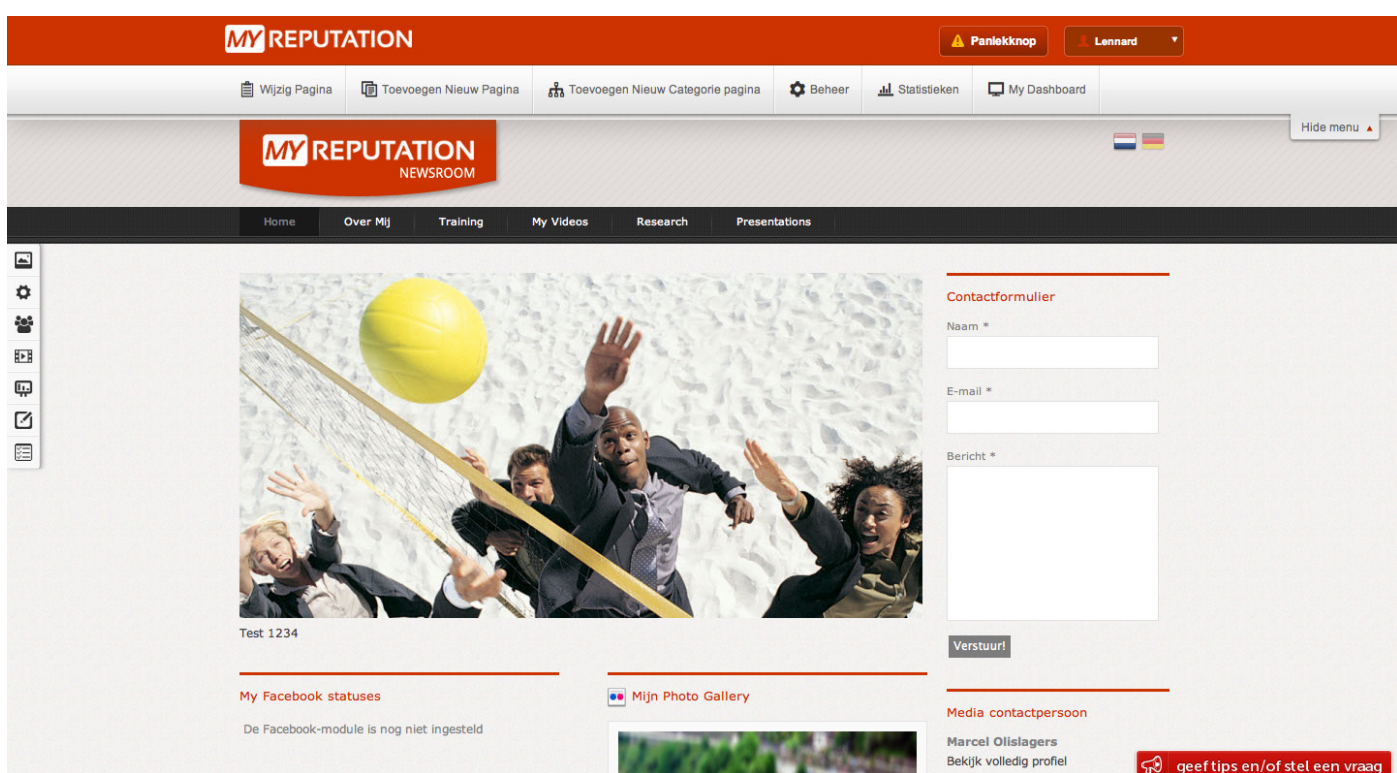 MY REPUTATION
Paniekknop
Lennard
Wijzig Pagina
Toevoegen Nieuw Pagina
Toevoegen Nieuw Categorie pagina
Beheer
Statistieken
My Dashboard
Hide menu
MY REPUTATION
NEWSROOM
Home
Over Mij
Training
My Videos
Research
Presentations
Contactformulier
Naam *
E-mail *
Bericht *
Verstuur!
Test 1234
My Facebook statuses
De Facebook-module is nog niet ingesteld
Mijn Photo Gallery
Media contactpersoon
Marcel Olislagers
Bekijk volledig profiel
geef tips en/of stel een vraag